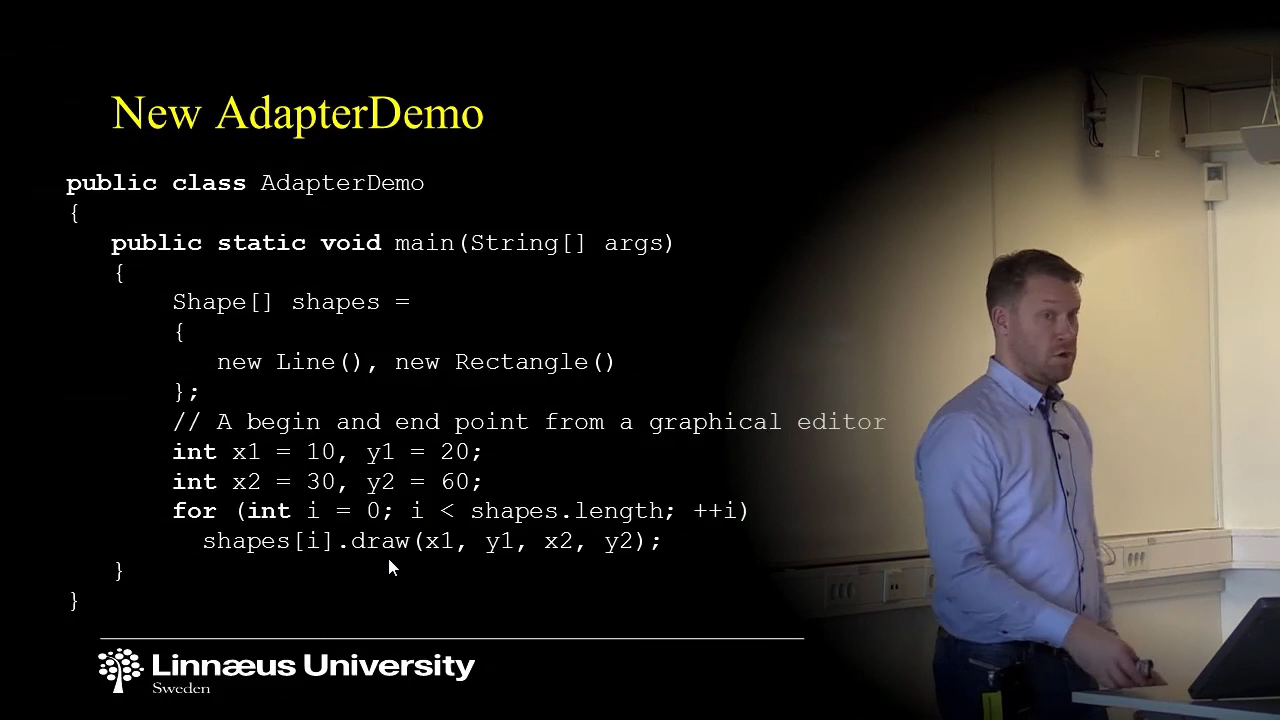 New AdapterDemo
public class AdapterDemo
{
public static void main(String[] args)
{
Shape[] shapes =
{
new Line(), new Rectangle()
};
// A begin and end point from a graphical editor
int x1 = 10, y1 = 20;
int x2 = 30, y2 = 60;
for (int i = 0; i < shapes.length; ++i)
shapes[i].draw(x1, y1, x2, y2);
}
}
Linnæus University
Sweden